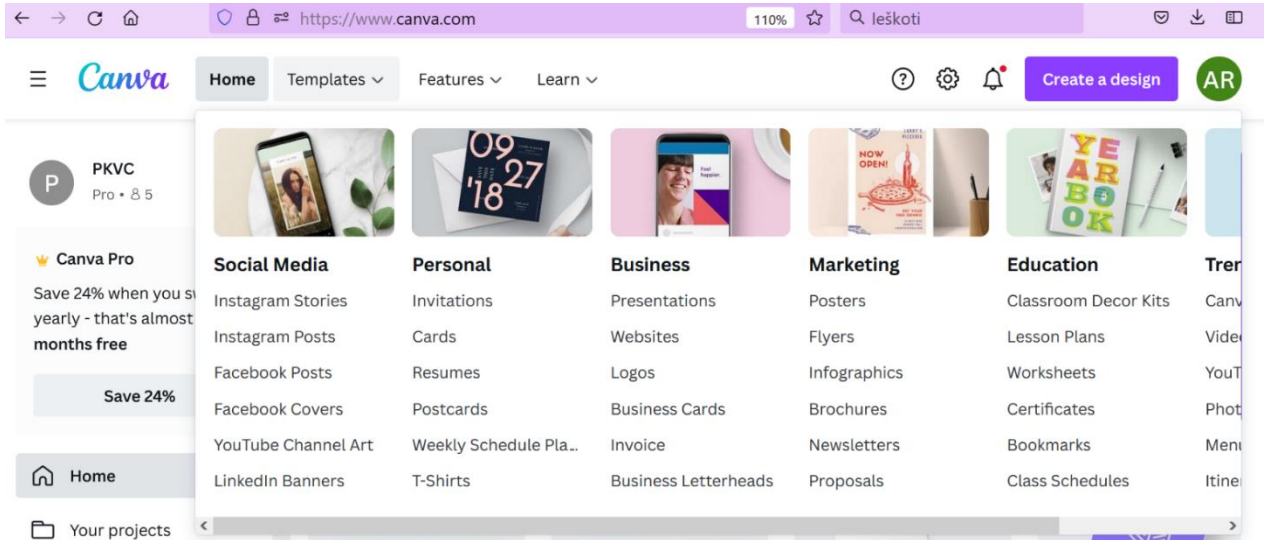 https://www.canva.com 110% Ieškoti
Canva Home Templates Features Learn ? Create a design AR
P
PKVC
Pro • 5
Canva Pro
Save 24% when you
yearly - that's almost
months free
Save 24%
Home
Your projects
09
27
'18
Feel
happier.
NOW
OPEN!
YE
AR
BO
OK
Social Media
Instagram Stories
Instagram Posts
Facebook Posts
Facebook Covers
YouTube Channel Art
LinkedIn Banners
Personal
Invitations
Cards
Resumes
Postcards
Weekly Schedule Pla...
T-Shirts
Business
Presentations
Websites
Logos
Business Cards
Invoice
Business Letterheads
Marketing
Posters
Flyers
Infographics
Brochures
Newsletters
Proposals
Education
Classroom Decor Kits
Lesson Plans
Worksheets
Certificates
Bookmarks
Class Schedules